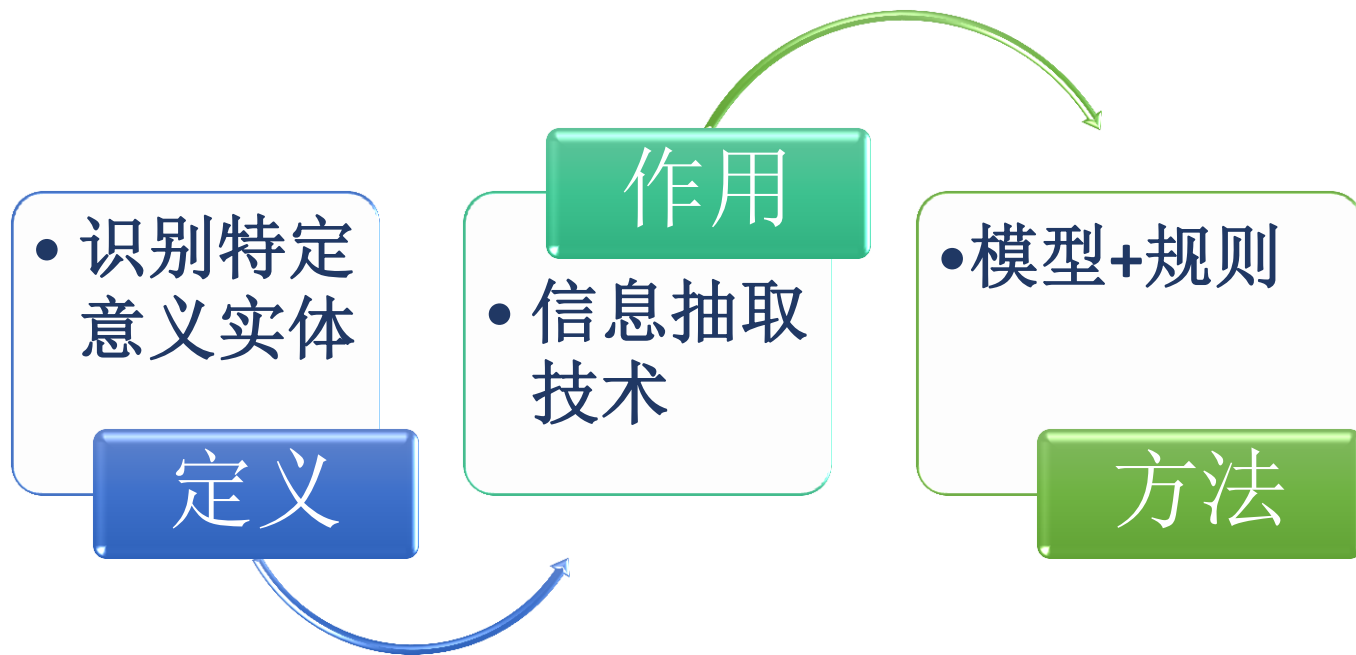 • 识别特定
意义实体
定义
作用
• 信息抽取
技术
•模型+规则
方法